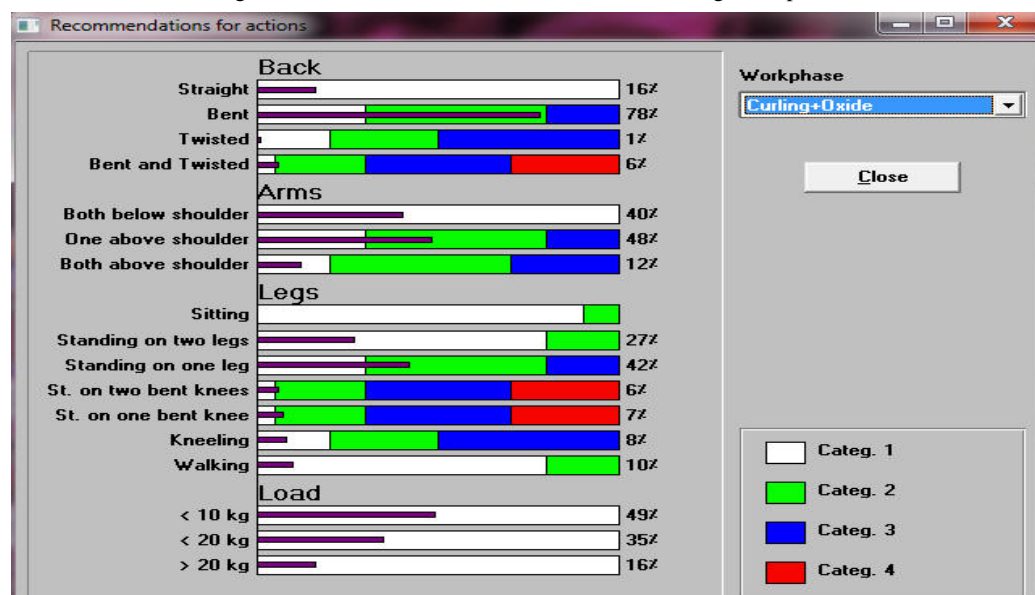 Recommendations for actions
Back
Straight 16%
Bent 78%
Twisted 1%
Bent and Twisted 6%
Arms
Both below shoulder 40%
One above shoulder 48%
Both above shoulder 12%
Legs
Sitting
Standing on two legs 27%
Standing on one leg 42%
St. on two bent knees 6%
St. on one bent knee 7%
Kneeling 8%
Walking 10%
Load
< 10 kg 49%
< 20 kg 35%
> 20 kg 16%
Workphase
Curling+Oxide
Close
Categ. 1
Categ. 2
Categ. 3
Categ. 4